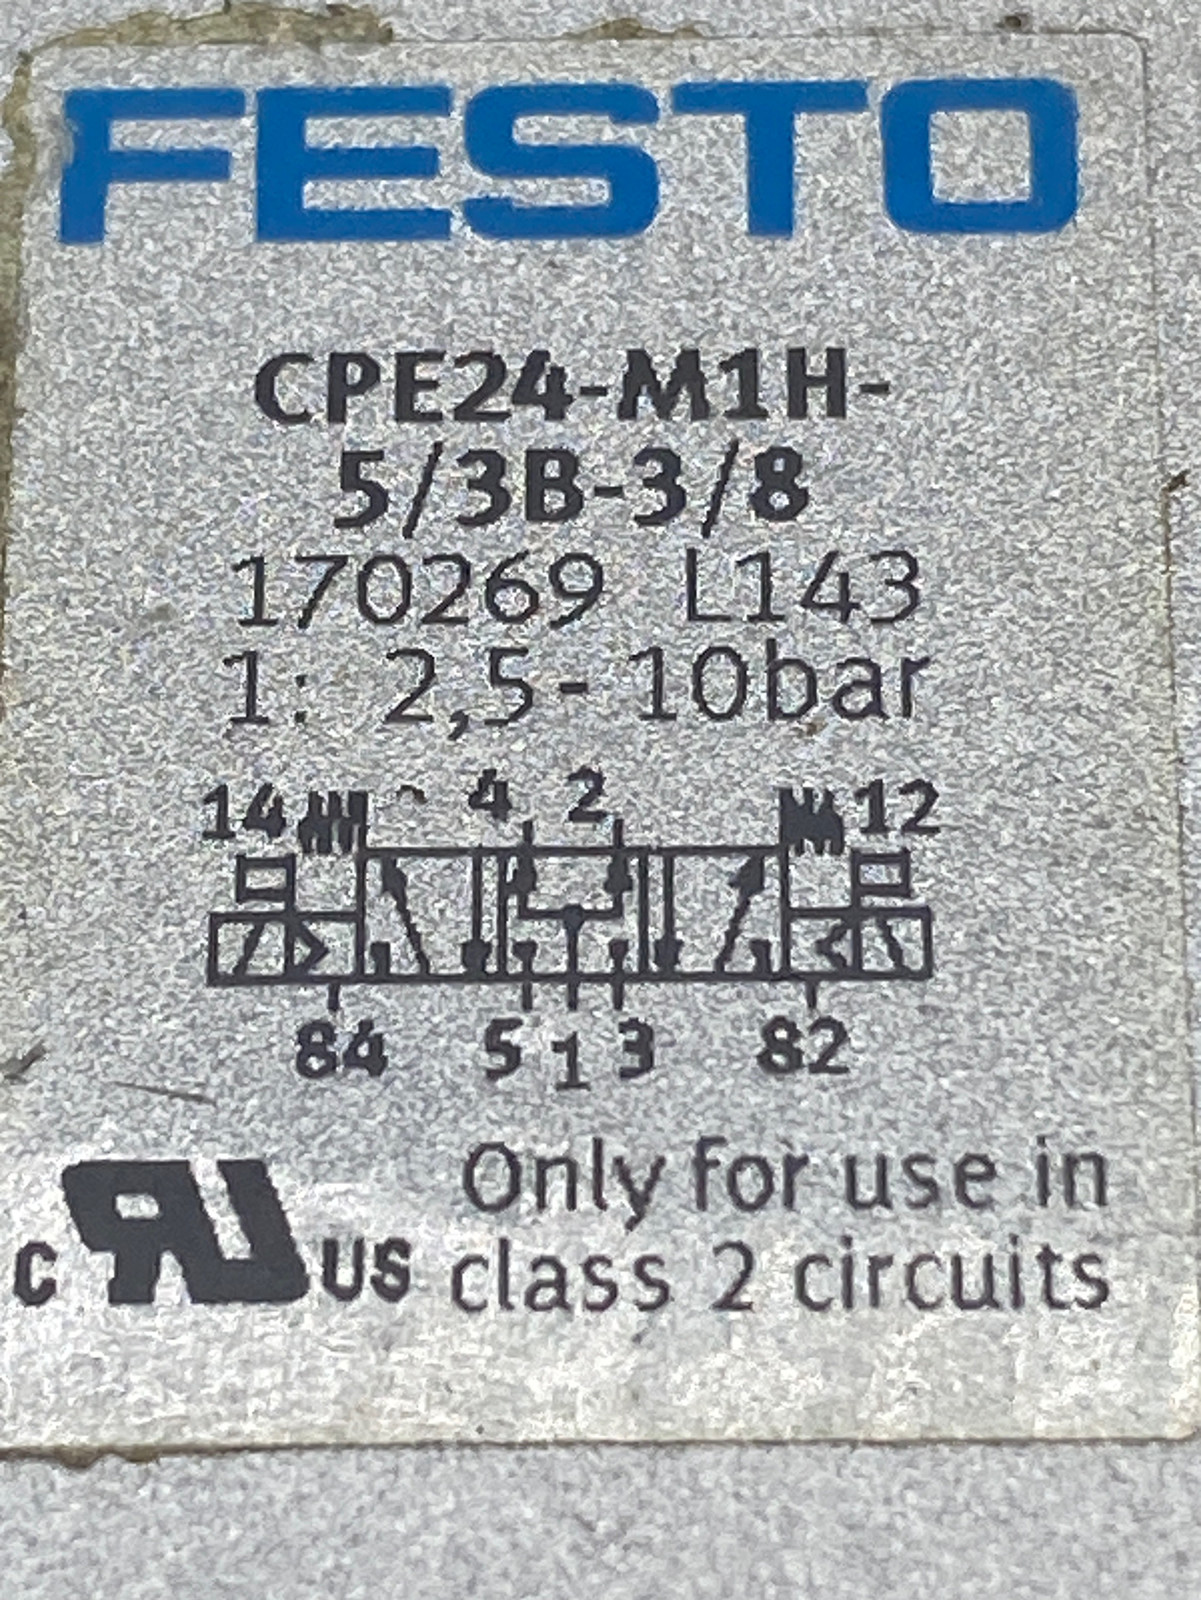 FESTO
CPE24-M1H-
5/3B-3/8
170269 L143
1: 2,5- 10bar
14 4 2 12
84 5 1 3 82
Only for use in
C RU US class 2 circuits